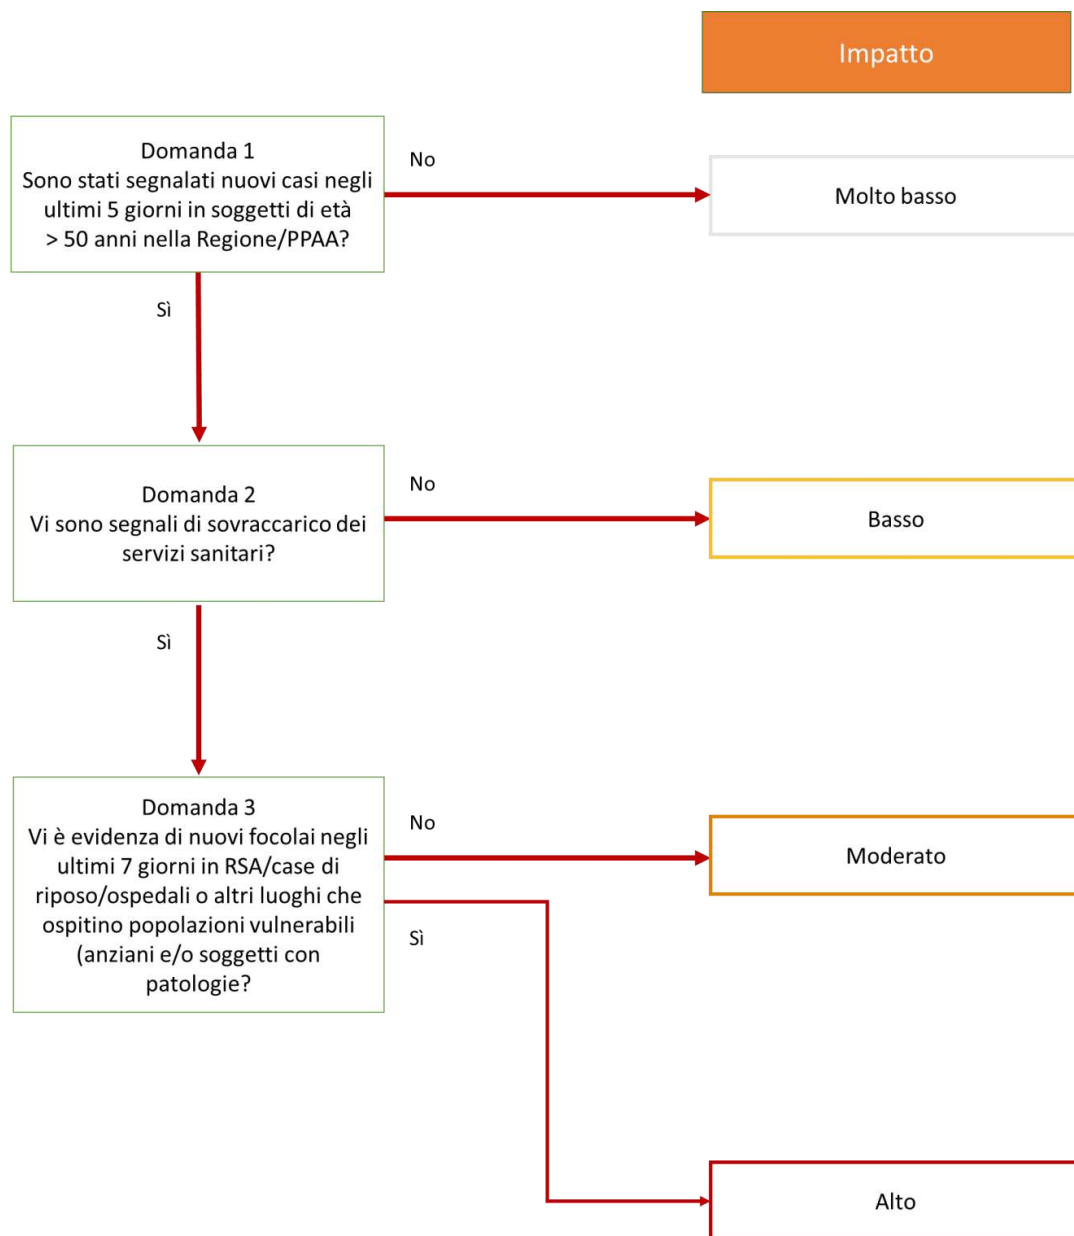 Impatto
Domanda 1
Sono stati segnalati nuovi casi negli
ultimi 5 giorni in soggetti di età
> 50 anni nella Regione/PPAA?
No
Molto basso
Sì
Domanda 2
Vi sono segnali di sovraccarico dei
servizi sanitari?
No
Basso
Sì
Domanda 3
Vi è evidenza di nuovi focolai negli
ultimi 7 giorni in RSA/case di
riposo/ospedali o altri luoghi che
ospitino popolazioni vulnerabili
(anziani e/o soggetti con
patologie?
No
Moderato
Sì
Alto